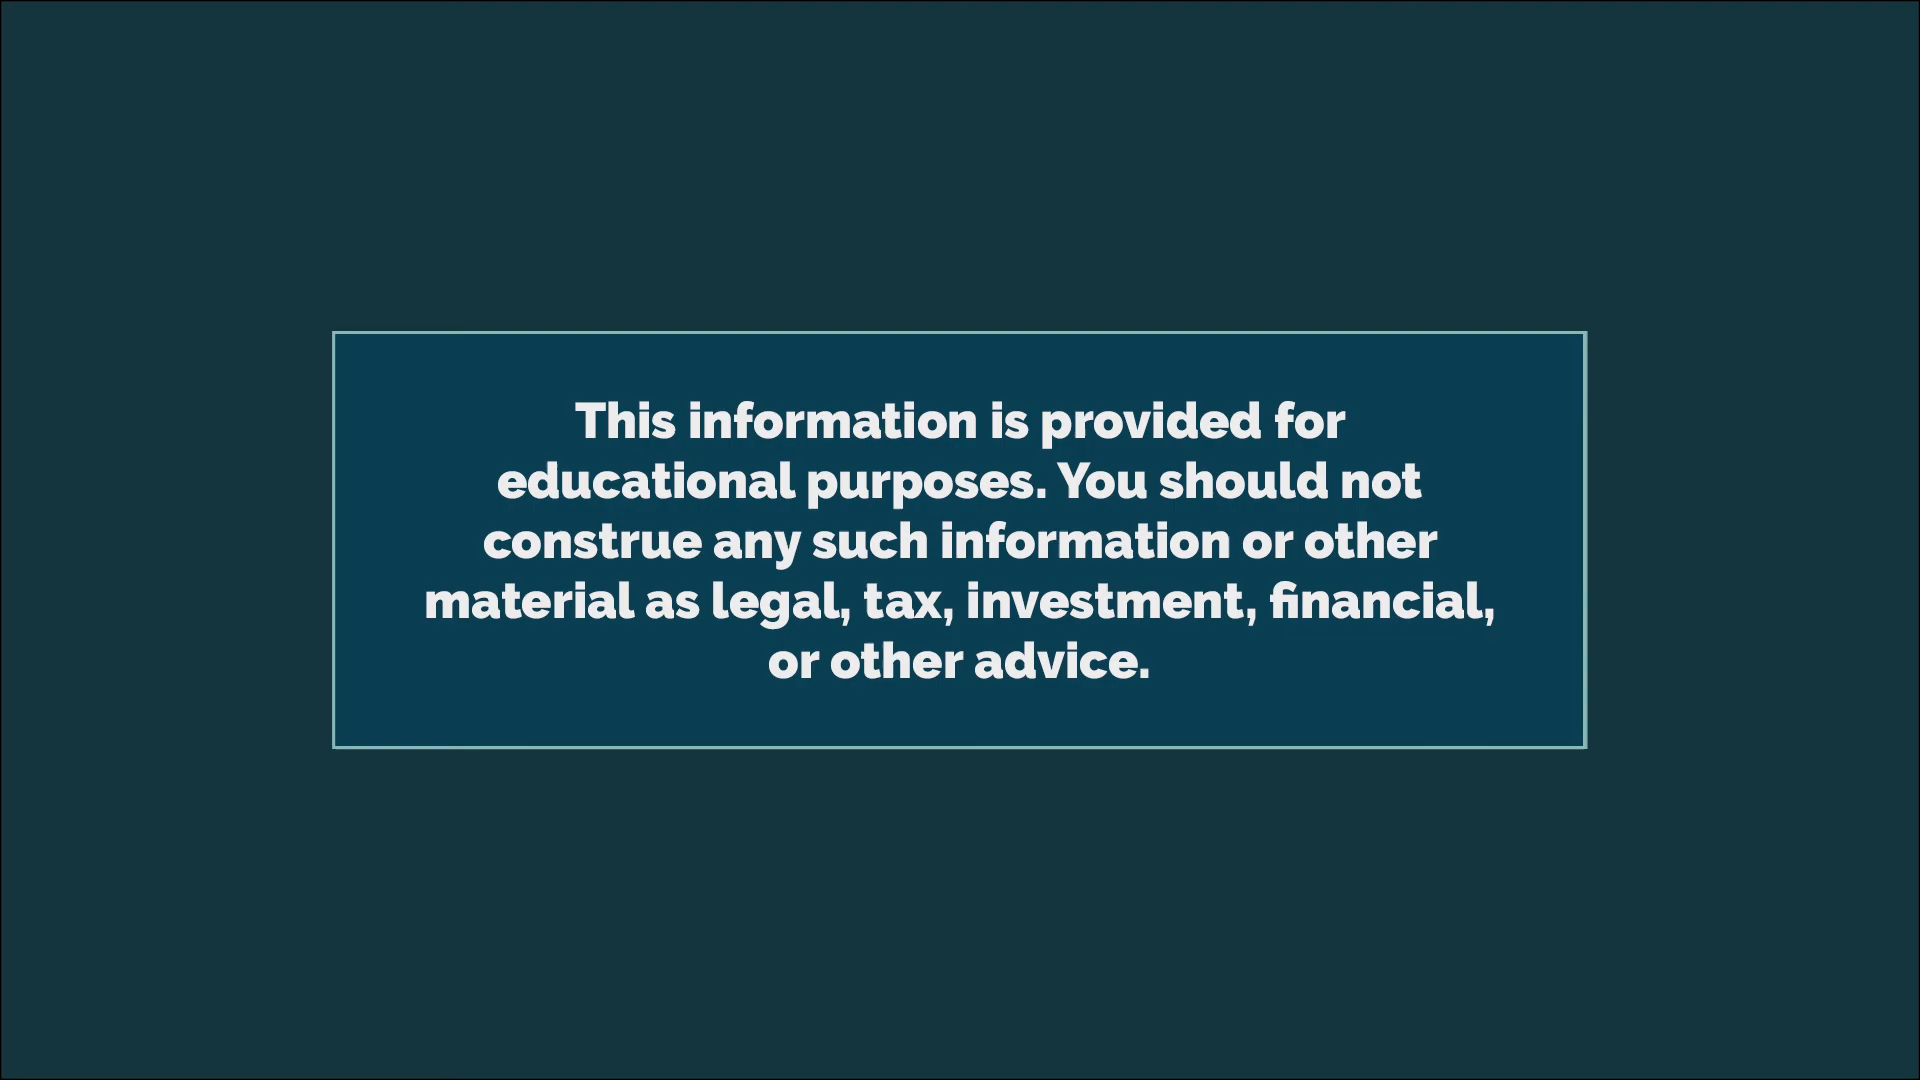 This information is provided for
educational purposes. You should not
construe any such information or other
material as legal, tax, investment, financial,
or other advice.